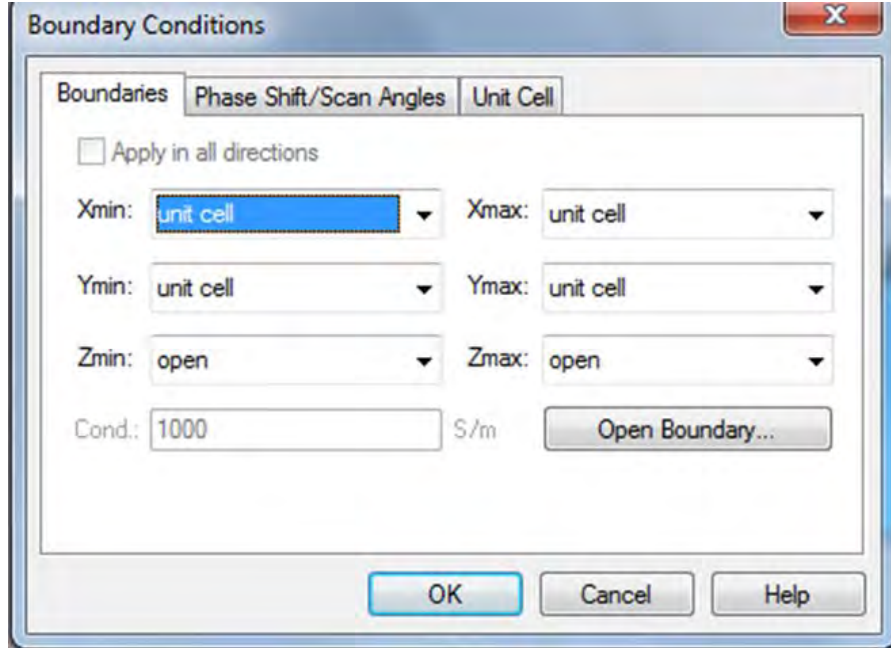 Boundary Conditions
Boundaries Phase Shift/Scan Angles Unit Cell
Apply in all directions
Xmin: unit cell Xmax: unit cell
Ymin: unit cell Ymax: unit cell
Zmin: open Zmax: open
Cond.: 1000 S/m Open Boundary...
OK Cancel Help